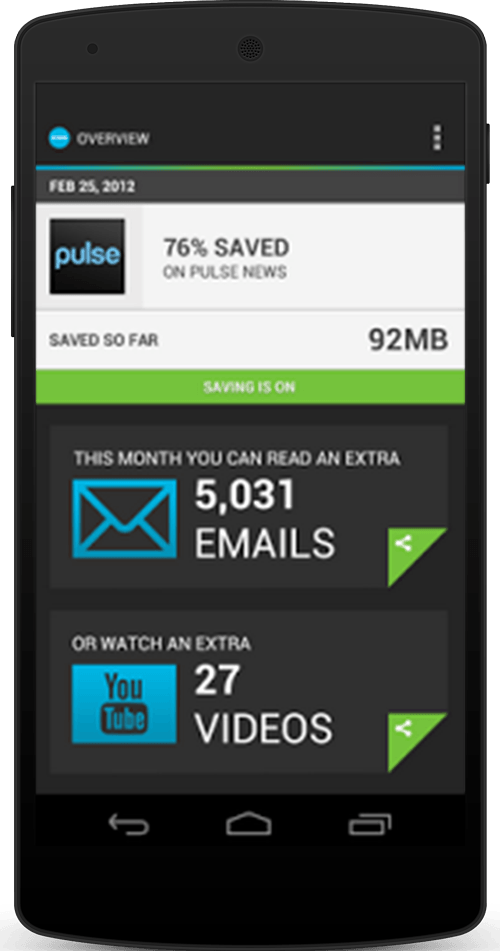 OVERVIEW
FEB 25, 2012
pulse
76% SAVED
ON PULSE NEWS
SAVED SO FAR
92MB
SAVING IS ON
THIS MONTH YOU CAN READ AN EXTRA
5,031
EMAILS
OR WATCH AN EXTRA
You
Tube
27
VIDEOS